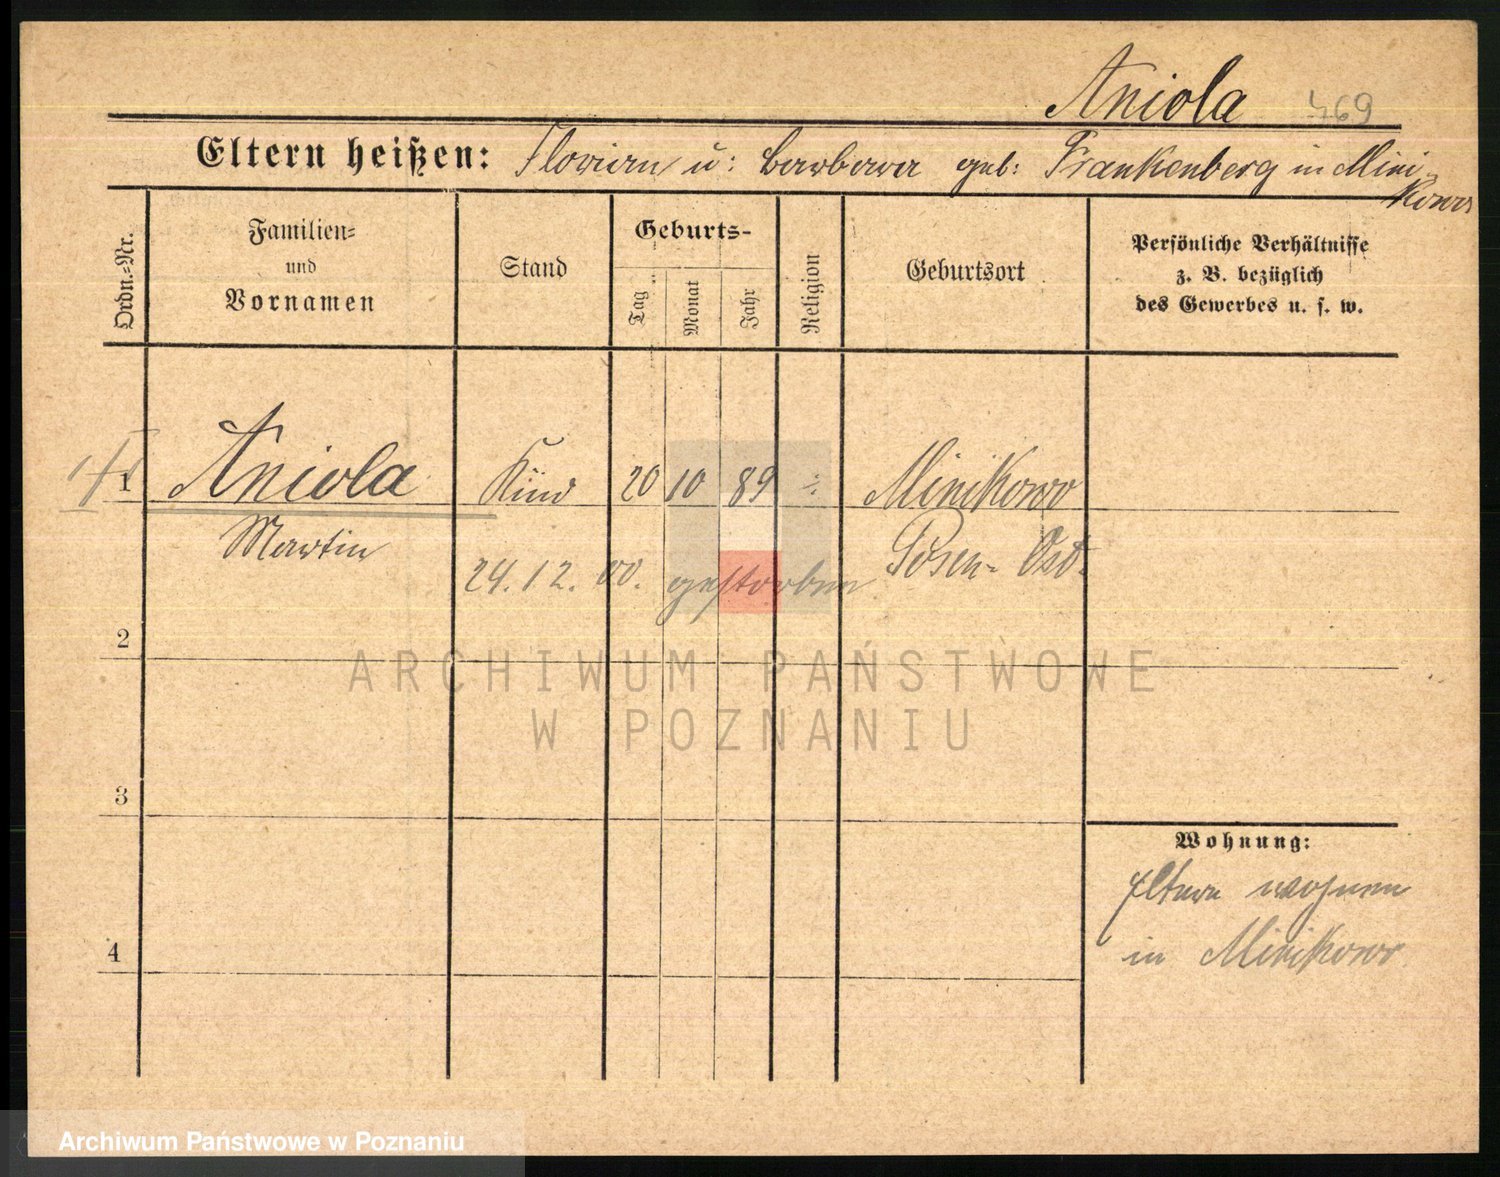 Aniola 469
Eltern heißen: Florian u: Barbara geb: Frankenberg in Mini-
kowo
Ordn.-Nr.
Familien-
und
Vornamen
Stand
Geburts-
Tag
Monat
Jahr
Religion
Geburtsort
Persönliche Verhältnisse
z. B. bezüglich
des Gewerbes u. s. w.
1 Aniola Kind 20 10 89 Minikowo
Martin Posen-Ost.
24.12.00. gestorben
2
ARCHIWUM PAŃSTWOWE
W POZNANIU
3
Wohnung:
Eltern wohnen
in Minikowo
4
Archiwum Państwowe w Poznaniu